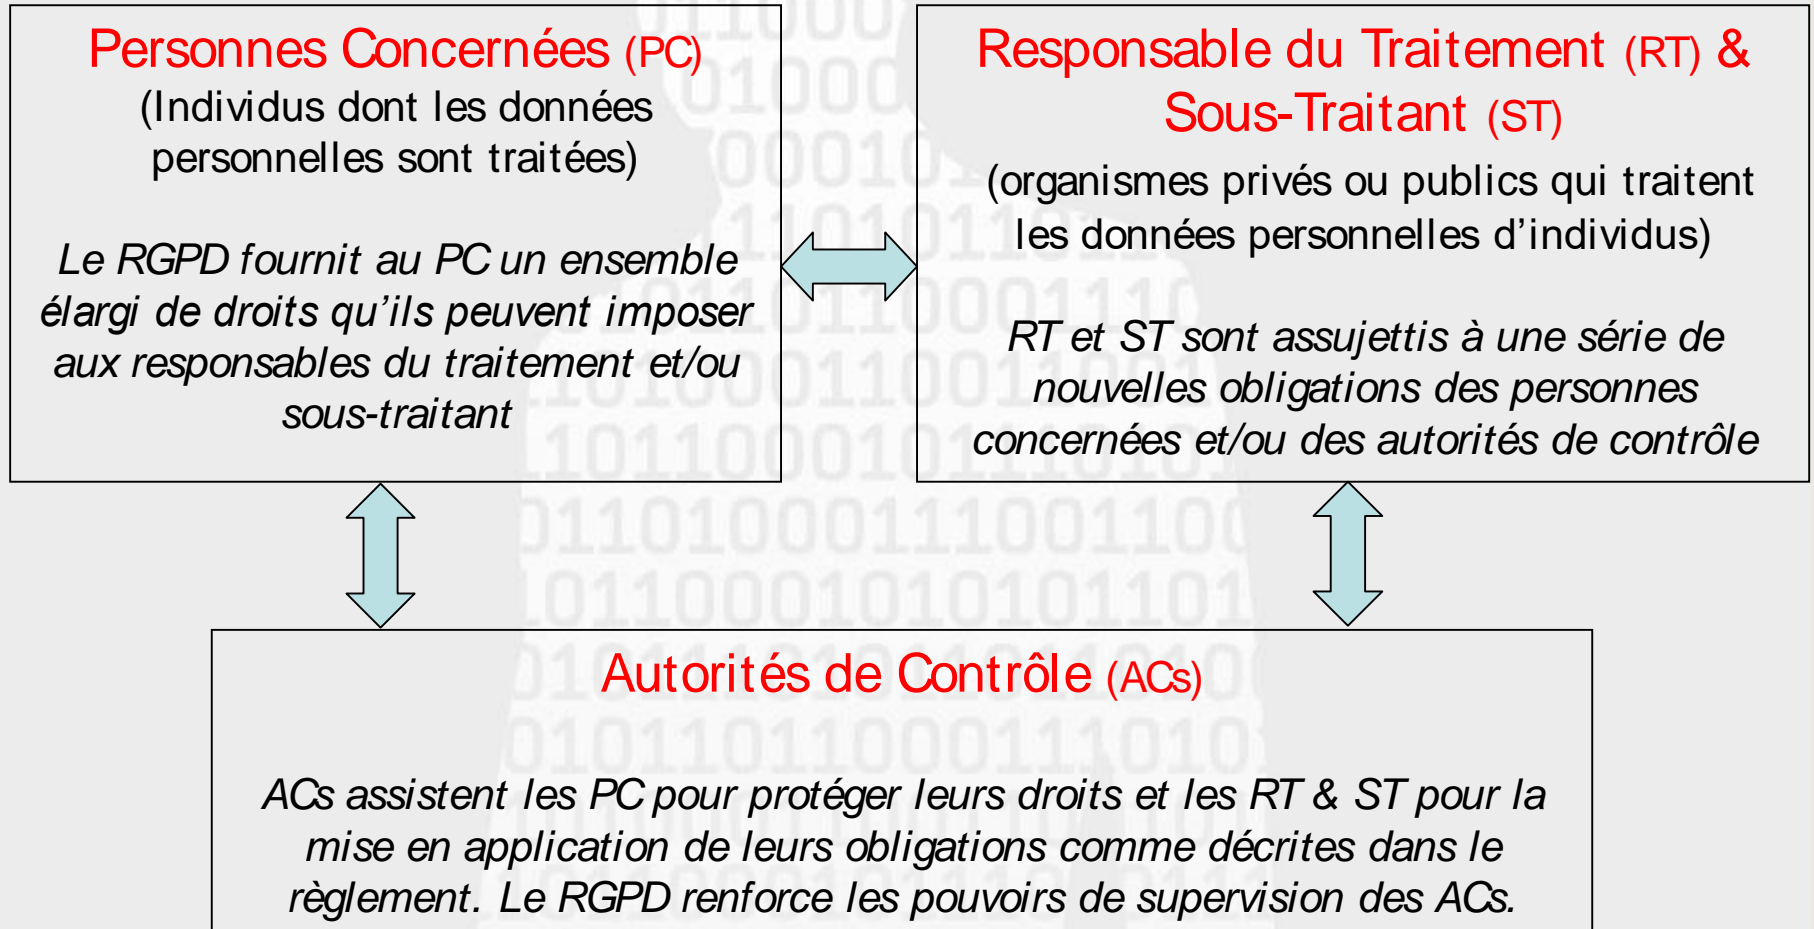 Personnes Concernées (PC)
(Individus dont les données
personnelles sont traitées)
Le RGPD fournit au PC un ensemble
élargi de droits qu’ils peuvent imposer
aux responsables du traitement et/ou
sous-traitant
Responsable du Traitement (RT) &
Sous-Traitant (ST)
(organismes privés ou publics qui traitent
les données personnelles d’individus)
RT et ST sont assujettis à une série de
nouvelles obligations des personnes
concernées et/ou des autorités de contrôle
Autorités de Contrôle (ACs)
ACs assistent les PC pour protéger leurs droits et les RT & ST pour la
mise en application de leurs obligations comme décrites dans le
règlement. Le RGPD renforce les pouvoirs de supervision des ACs.